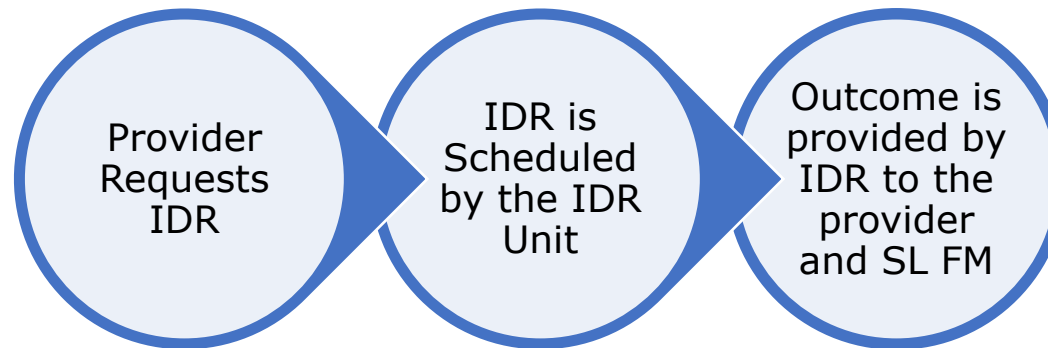 Provider
Requests
IDR
IDR is
Scheduled
by the IDR
Unit
Outcome is
provided by
IDR to the
provider
and SL FM